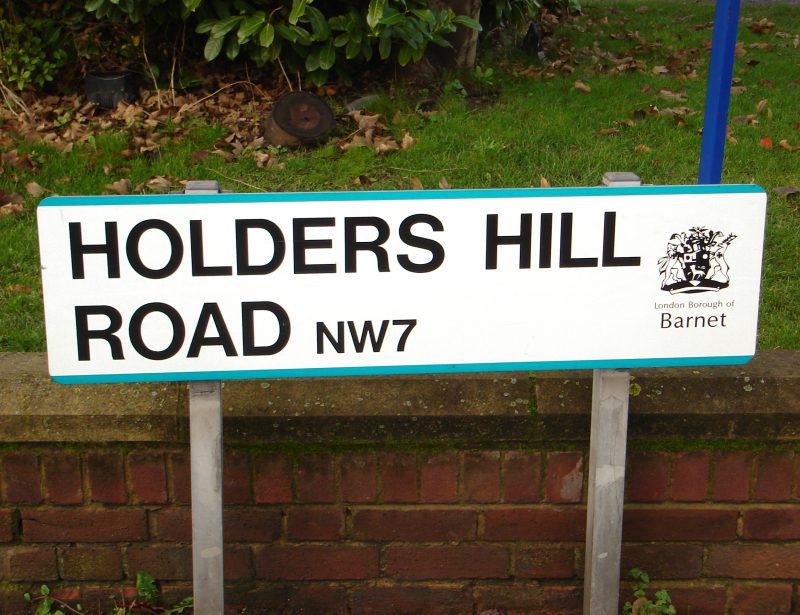 HOLDERS HILL
ROAD NW7
London Borough of
Barnet